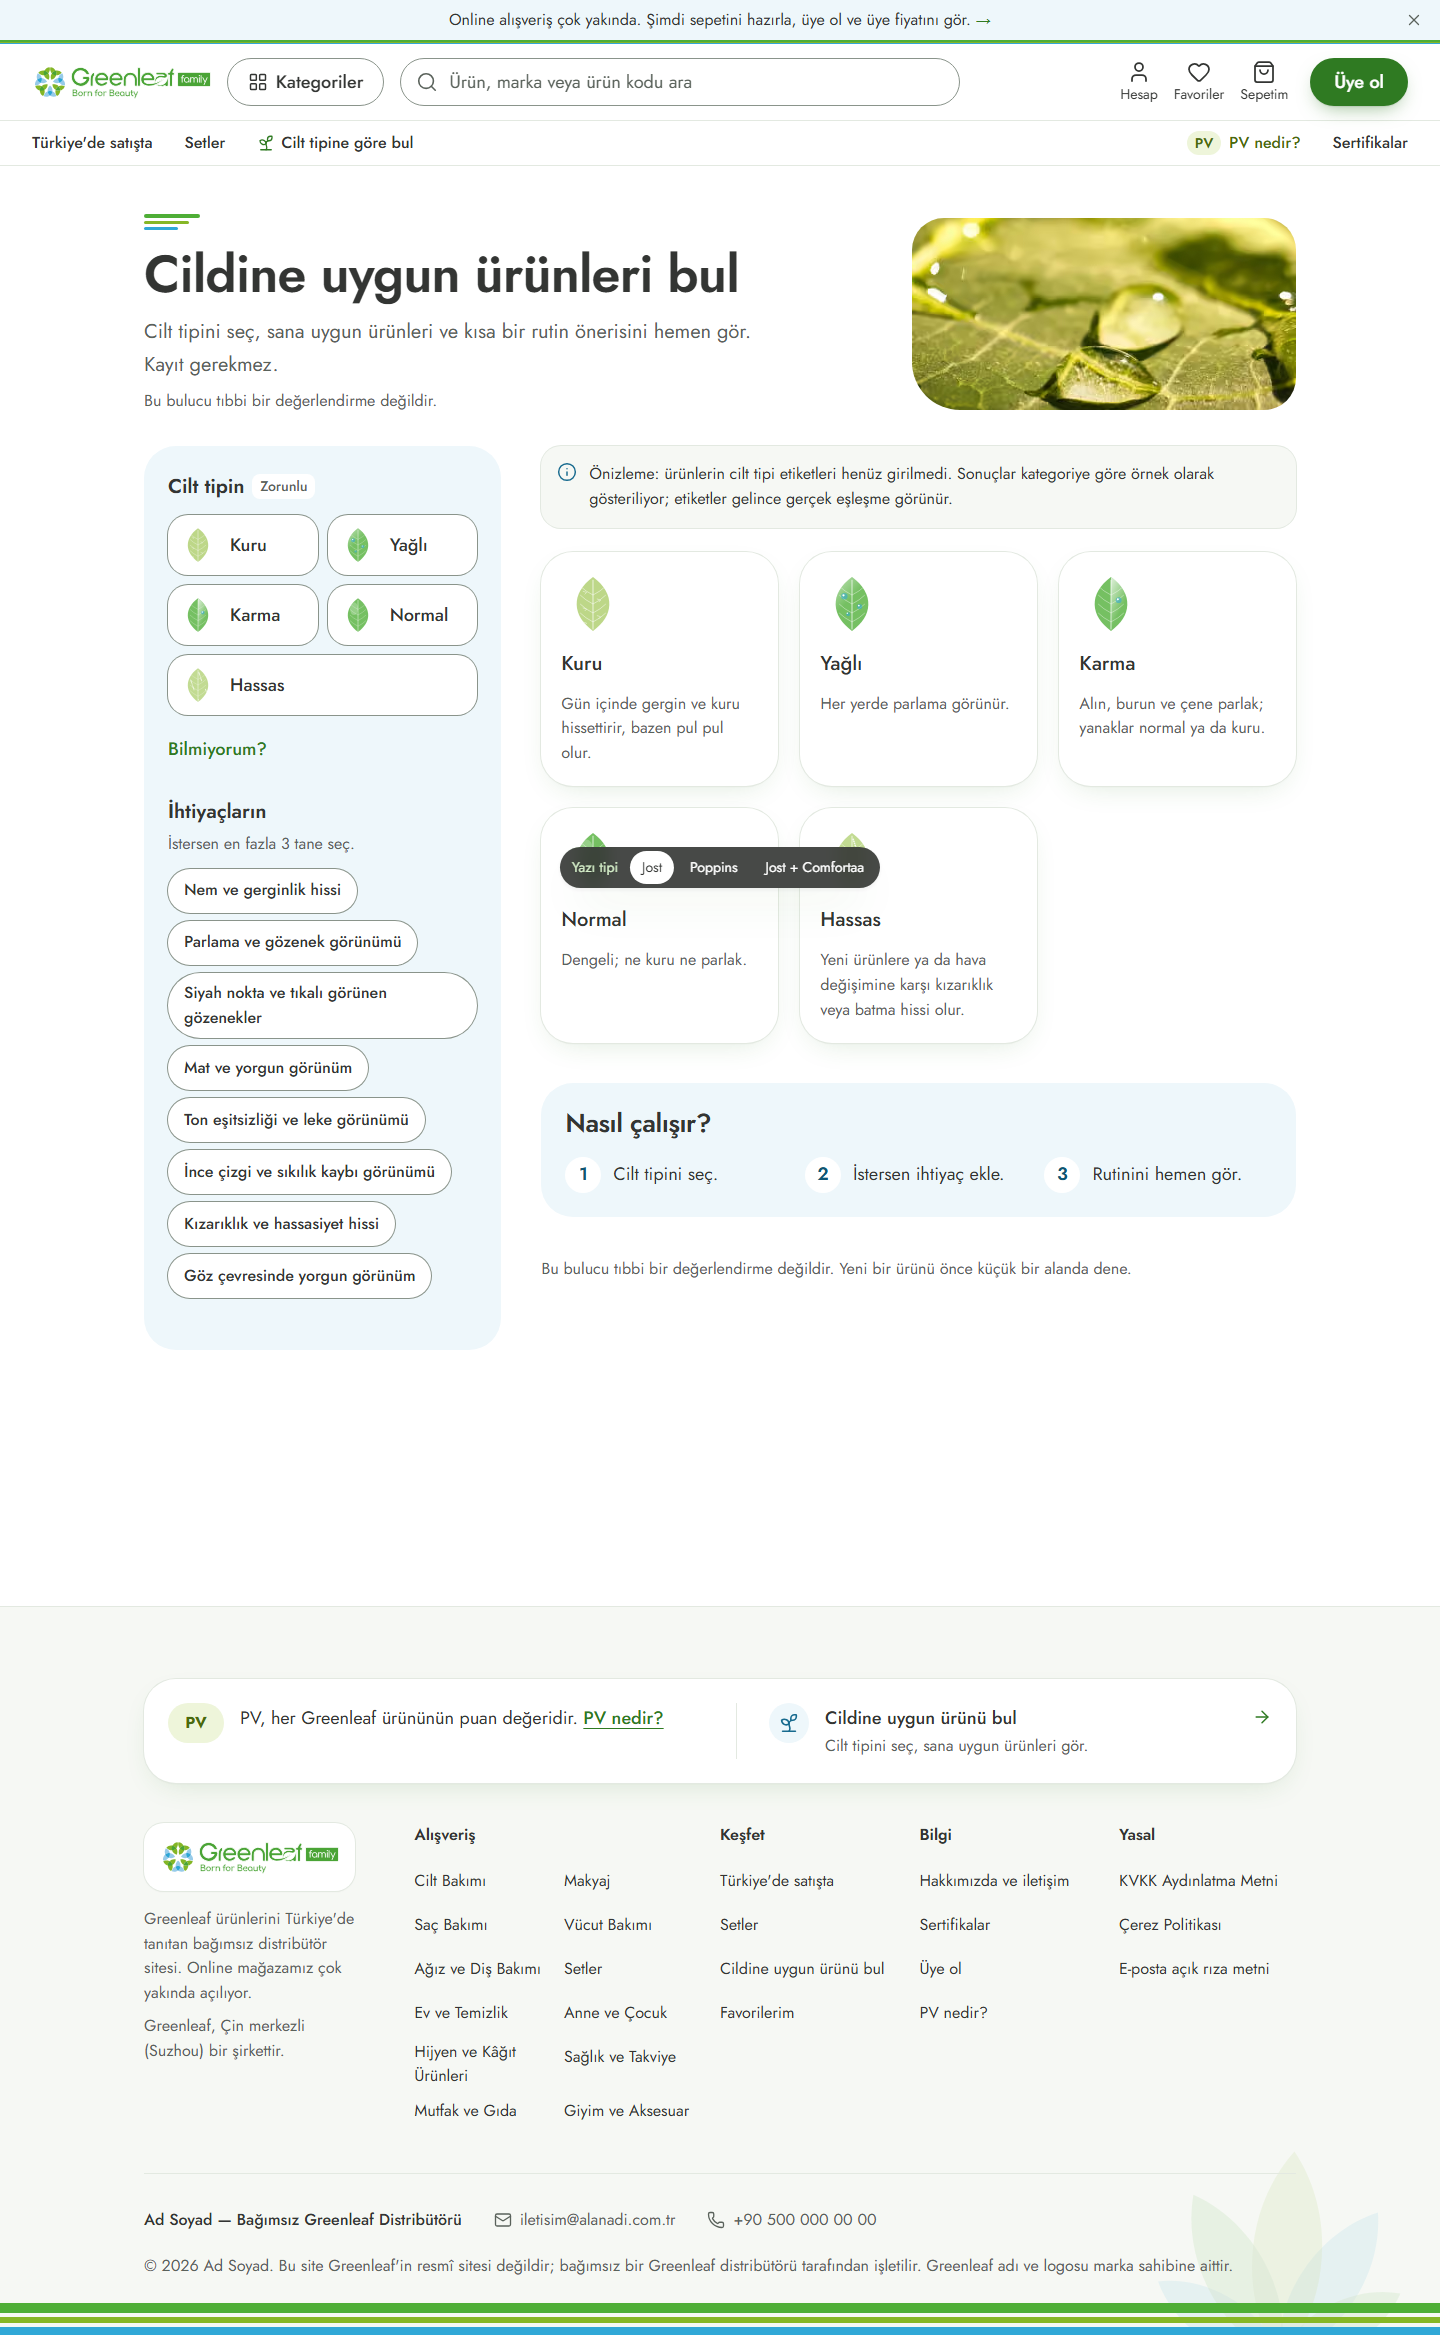 Online alışveriş çok yakında. Şimdi sepetini hazırla, üye ol ve üye fiyatını gör. →
Greenleaf family
Born for Beauty
Kategoriler
Ürün, marka veya ürün kodu ara
Hesap
Favoriler
Sepetim
Üye ol
Türkiye'de satışta
Setler
Cilt tipine göre bul
PV
PV nedir?
Sertifikalar
Cildine uygun ürünleri bul
Cilt tipini seç, sana uygun ürünleri ve kısa bir rutin önerisini hemen gör.
Kayıt gerekmez.
Bu bulucu tıbbi bir değerlendirme değildir.
Cilt tipin
Zorunlu
Kuru
Yağlı
Karma
Normal
Hassas
Bilmiyorum?
İhtiyaçların
İstersen en fazla 3 tane seç.
Nem ve gerginlik hissi
Parlama ve gözenek görünümü
Siyah nokta ve tıkalı görünen
gözenekler
Mat ve yorgun görünüm
Ton eşitsizliği ve leke görünümü
İnce çizgi ve sıkılık kaybı görünümü
Kızarıklık ve hassasiyet hissi
Göz çevresinde yorgun görünüm
Önizleme: ürünlerin cilt tipi etiketleri henüz girilmedi. Sonuçlar kategoriye göre örnek olarak
gösteriliyor; etiketler gelince gerçek eşleşme görünür.
Kuru
Gün içinde gergin ve kuru
hissettirir, bazen pul pul
olur.
Yağlı
Her yerde parlama görünür.
Karma
Alın, burun ve çene parlak;
yanaklar normal ya da kuru.
Yazı tipi
Jost
Poppins
Jost + Comfortaa
Normal
Dengeli; ne kuru ne parlak.
Hassas
Yeni ürünlere ya da hava
değişimine karşı kızarıklık
veya batma hissi olur.
Nasıl çalışır?
1 Cilt tipini seç.
2 İstersen ihtiyaç ekle.
3 Rutinini hemen gör.
Bu bulucu tıbbi bir değerlendirme değildir. Yeni bir ürünü önce küçük bir alanda dene.
PV
PV, her Greenleaf ürününün puan değeridir. PV nedir?
Cildine uygun ürünü bul
Cilt tipini seç, sana uygun ürünleri gör.
Greenleaf family
Born for Beauty
Greenleaf ürünlerini Türkiye'de
tanıtan bağımsız distribütör
sitesi. Online mağazamız çok
yakında açılıyor.
Greenleaf, Çin merkezli
(Suzhou) bir şirkettir.
Alışveriş
Cilt Bakımı
Makyaj
Saç Bakımı
Vücut Bakımı
Ağız ve Diş Bakımı
Setler
Ev ve Temizlik
Anne ve Çocuk
Hijyen ve Kâğıt
Ürünleri
Sağlık ve Takviye
Mutfak ve Gıda
Giyim ve Aksesuar
Keşfet
Türkiye'de satışta
Setler
Cildine uygun ürünü bul
Favorilerim
Bilgi
Hakkımızda ve iletişim
Sertifikalar
Üye ol
PV nedir?
Yasal
KVKK Aydınlatma Metni
Çerez Politikası
E-posta açık rıza metni
Ad Soyad — Bağımsız Greenleaf Distribütörü
iletisim@alanadi.com.tr
+90 500 000 00 00
© 2026 Ad Soyad. Bu site Greenleaf'in resmî sitesi değildir; bağımsız bir Greenleaf distribütörü tarafından işletilir. Greenleaf adı ve logosu marka sahibine aittir.